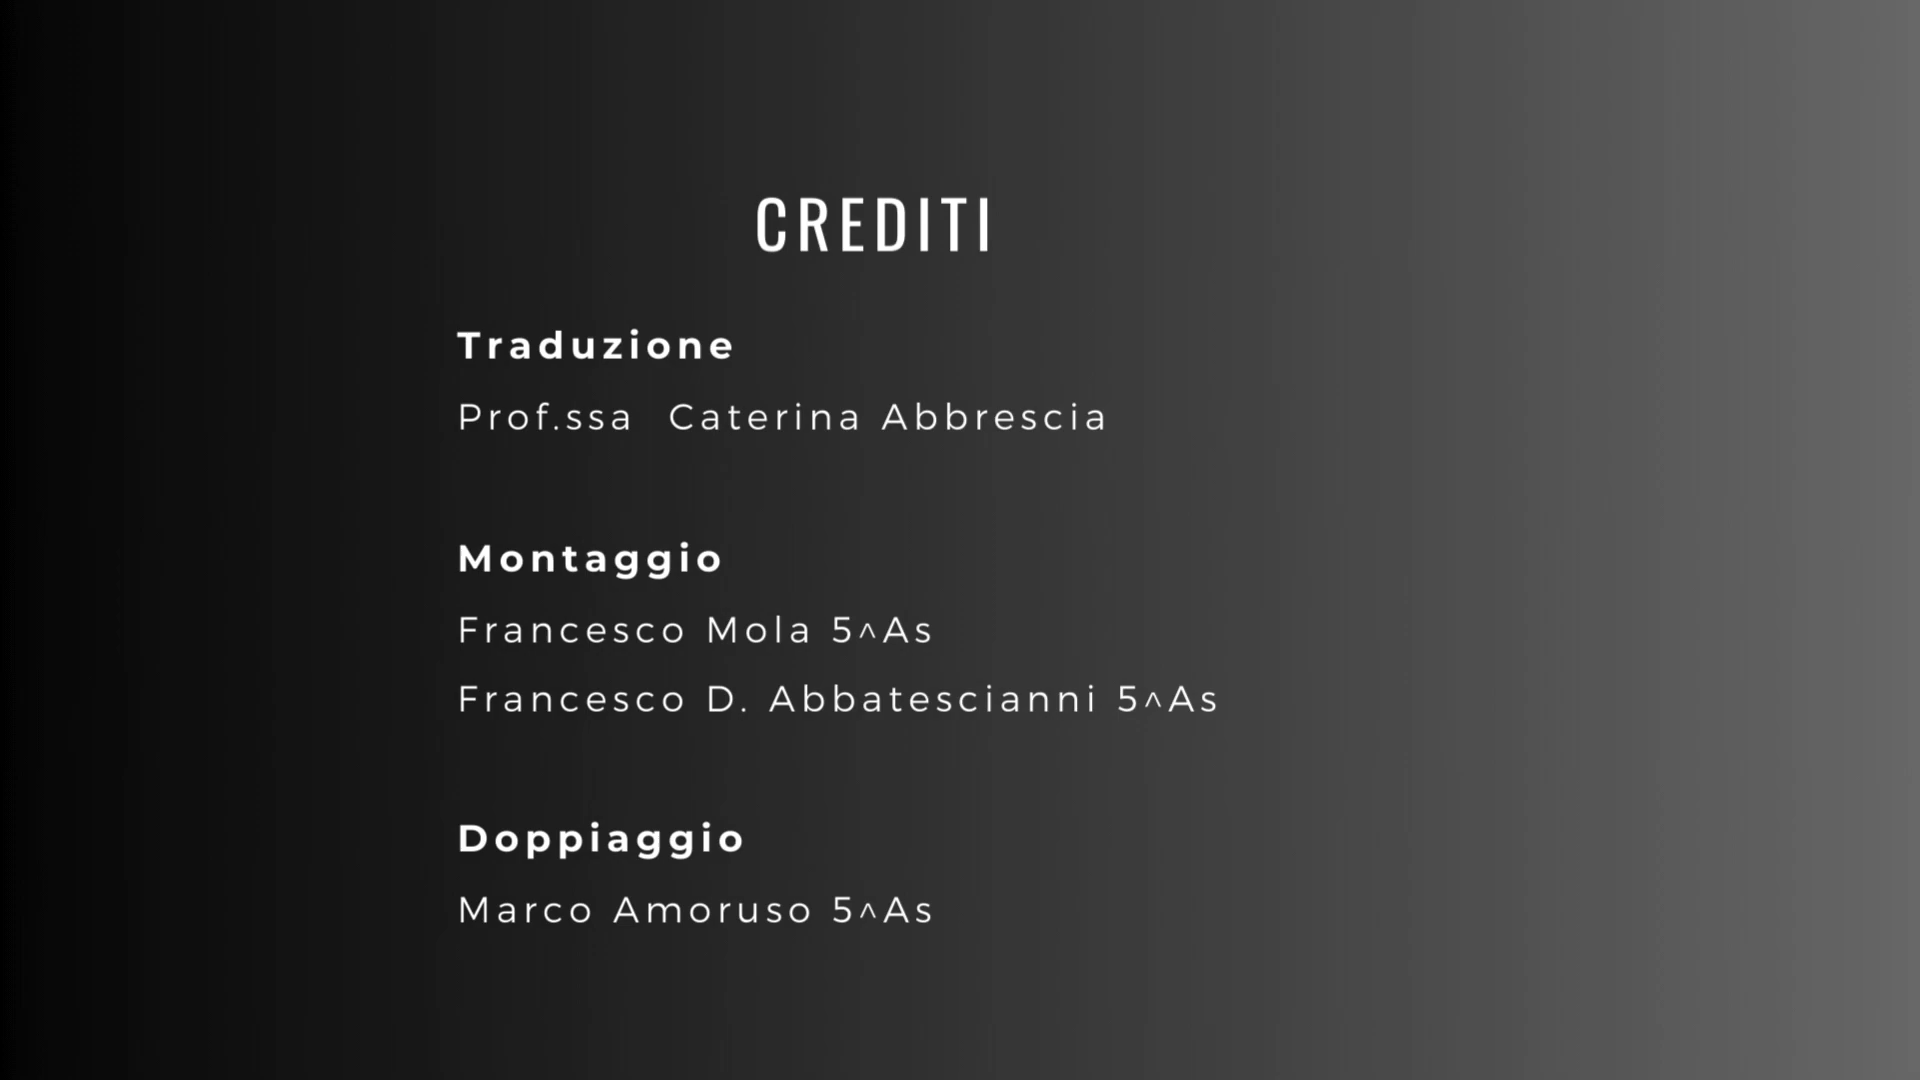 CREDITI
Traduzione
Prof.ssa  Caterina Abbrescia
Montaggio
Francesco Mola 5^As
Francesco D. Abbatescianni 5^As
Doppiaggio
Marco Amoruso 5^As